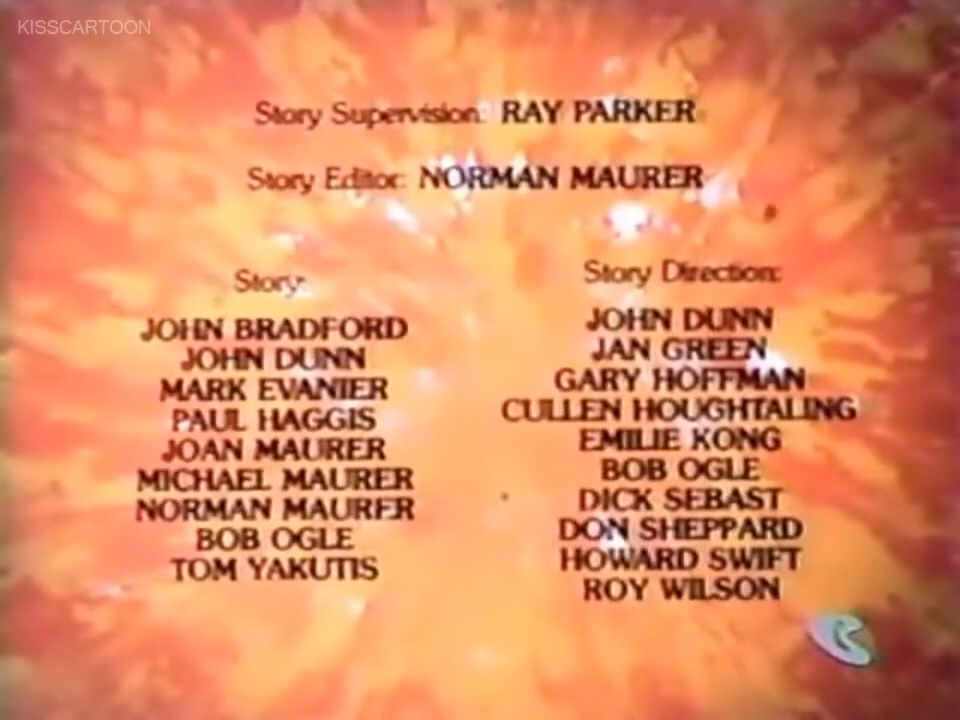 KISSCARTOON
Story Supervision: RAY PARKER
Story Editor: NORMAN MAURER
Story:
JOHN BRADFORD
JOHN DUNN
MARK EVANIER
PAUL HAGGIS
JOAN MAURER
MICHAEL MAURER
NORMAN MAURER
BOB OGLE
TOM YAKUTIS
Story Direction:
JOHN DUNN
JAN GREEN
GARY HOFFMAN
CULLEN HOUGHTALING
EMILIE KONG
BOB OGLE
DICK SEBAST
DON SHEPPARD
HOWARD SWIFT
ROY WILSON